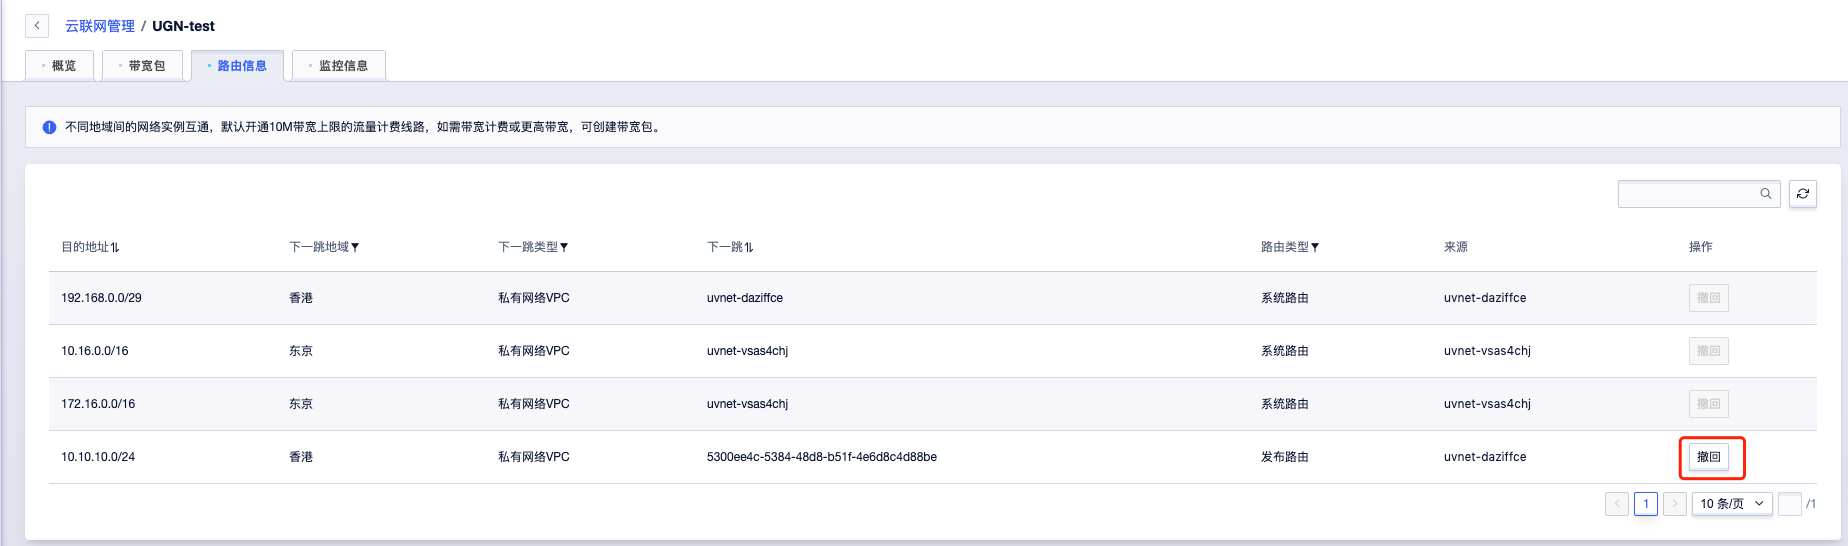 云联网管理 / UGN-test
概览 带宽包 路由信息 监控信息
不同地域间的网络实例互通，默认开通10M带宽上限的流量计费线路，如需带宽计费或更高带宽，可创建带宽包。
目的地址 下一跳地域 下一跳类型 下一跳 路由类型 来源 操作
192.168.0.0/29 香港 私有网络VPC uvnet-daziffce 系统路由 uvnet-daziffce 撤回
10.16.0.0/16 东京 私有网络VPC uvnet-vsas4chj 系统路由 uvnet-vsas4chj 撤回
172.16.0.0/16 东京 私有网络VPC uvnet-vsas4chj 系统路由 uvnet-vsas4chj 撤回
10.10.10.0/24 香港 私有网络VPC 5300ee4c-5384-48d8-b51f-4e6d8c4d88be 发布路由 uvnet-daziffce 撤回
1 10 条/页 /1